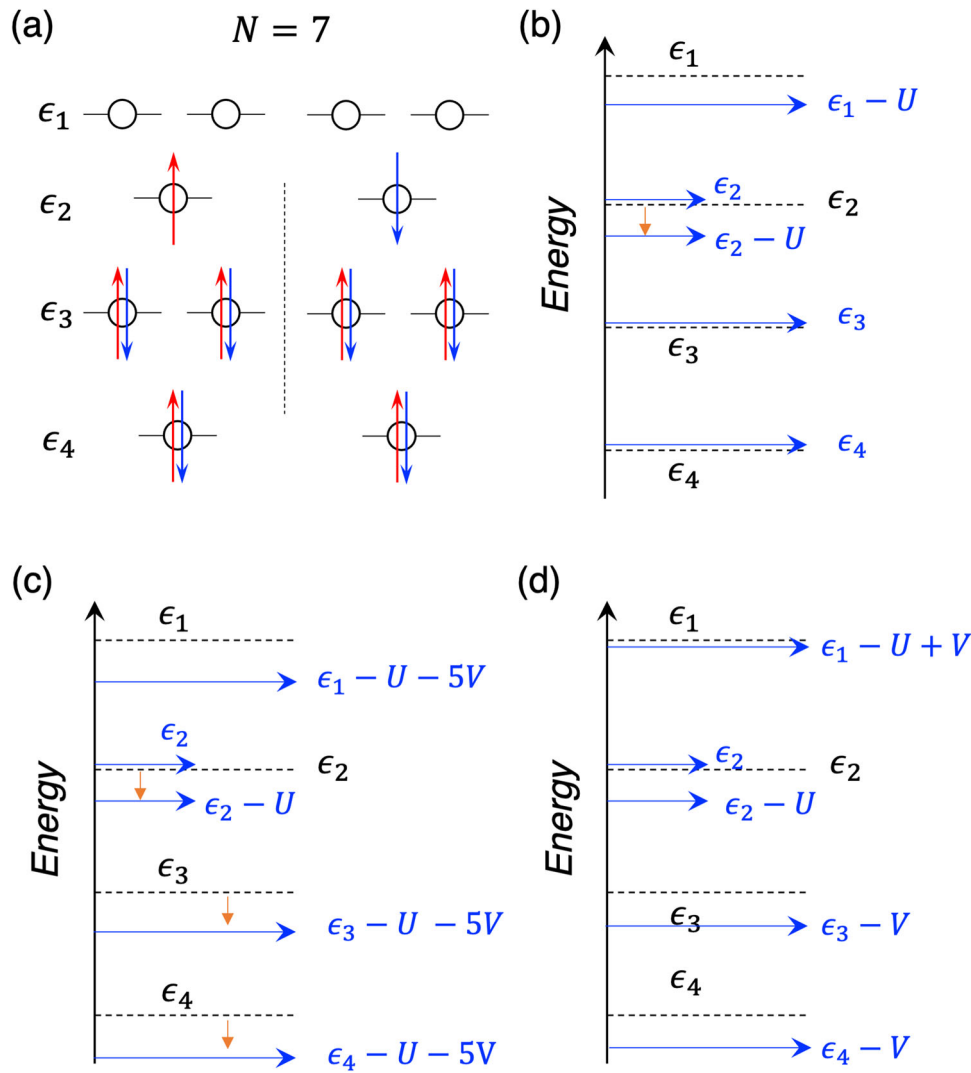 (a)
N = 7
ϵ₁
ϵ₂
ϵ₃
ϵ₄
(b)
Energy
ϵ₁
ϵ₁ − U
ϵ₂
ϵ₂
ϵ₂ − U
ϵ₃
ϵ₃
ϵ₄
ϵ₄
(c)
Energy
ϵ₁
ϵ₁ − U − 5V
ϵ₂
ϵ₂
ϵ₂ − U
ϵ₃
ϵ₃ − U − 5V
ϵ₄
ϵ₄ − U − 5V
(d)
Energy
ϵ₁
ϵ₁ − U + V
ϵ₂
ϵ₂
ϵ₂ − U
ϵ₃
ϵ₃ − V
ϵ₄
ϵ₄ − V